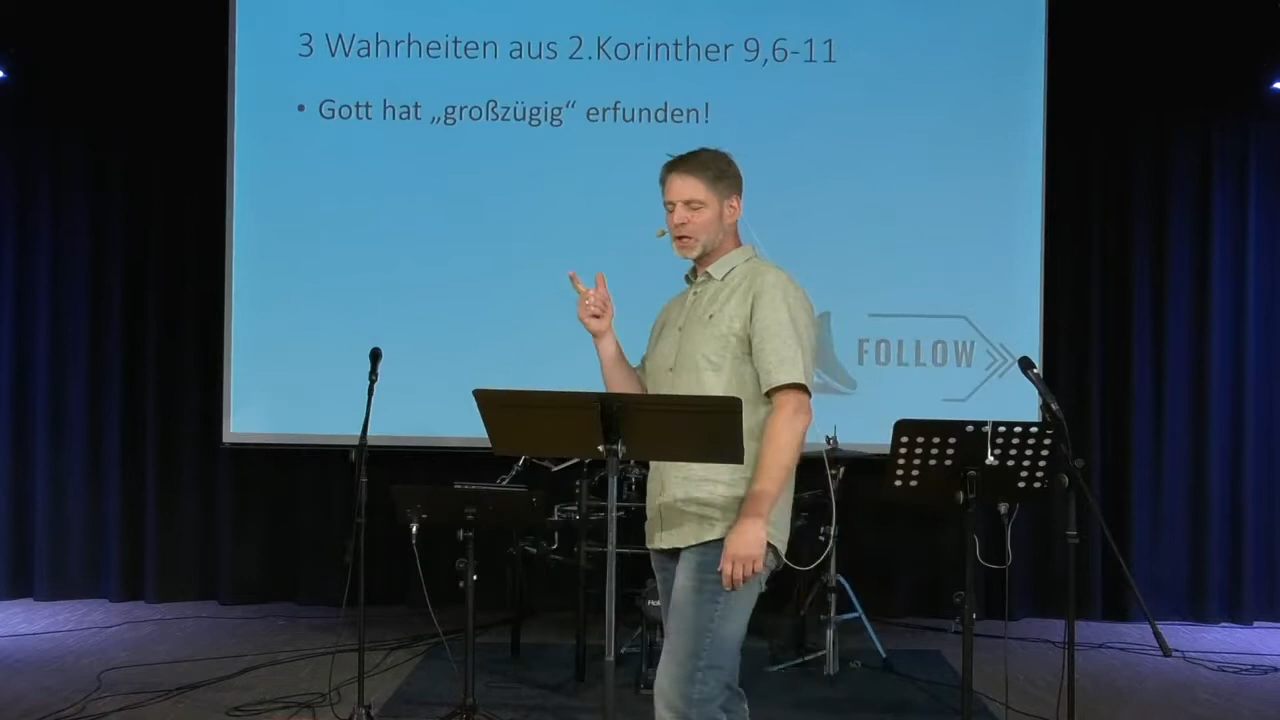 3 Wahrheiten aus 2.Korinther 9,6-11
• Gott hat „großzügig“ erfunden!
FOLLOW